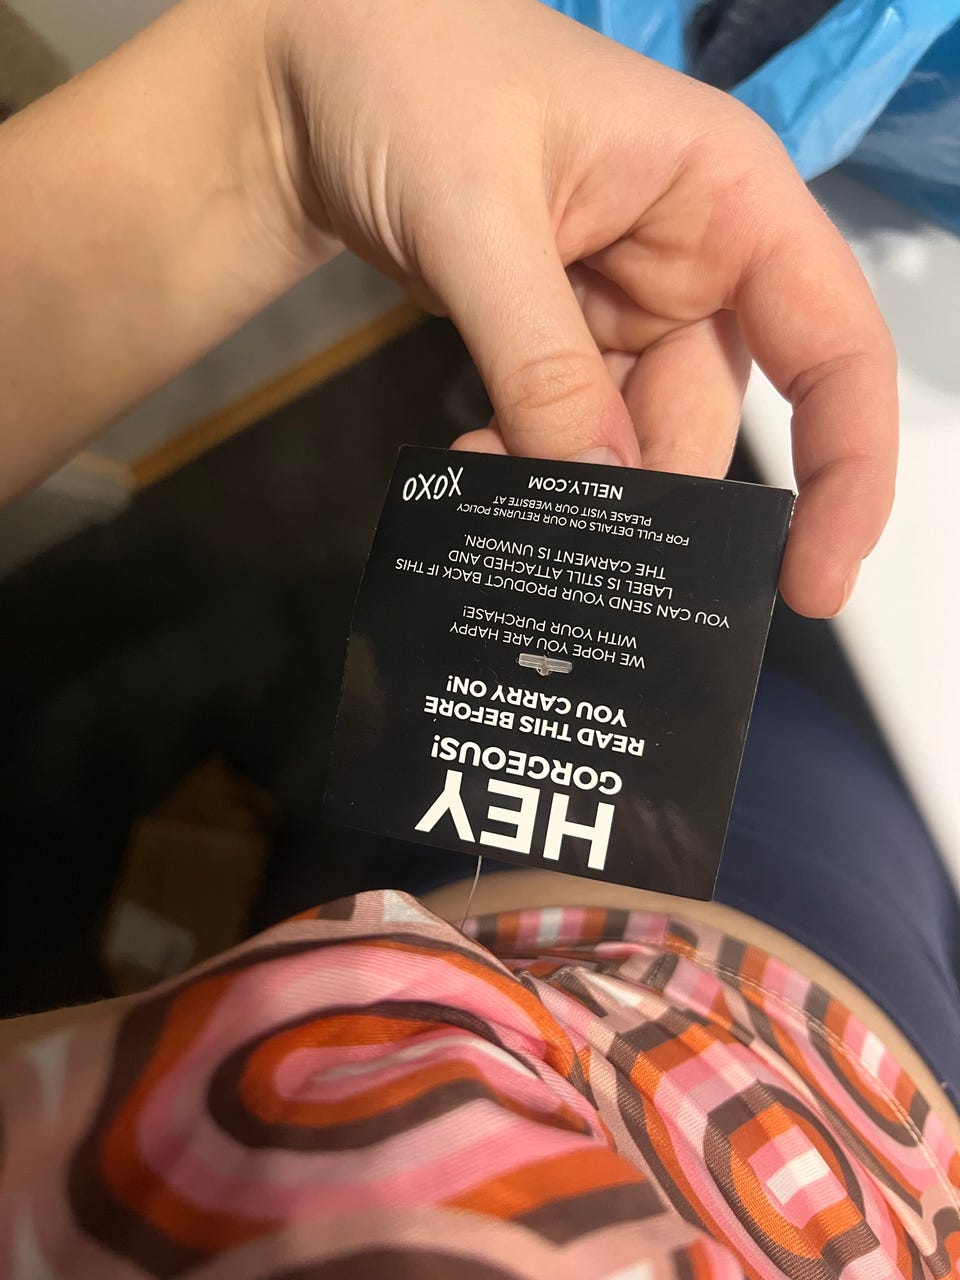 HEY
GORGEOUS!
READ THIS BEFORE
YOU CARRY ON!
WE HOPE YOU ARE HAPPY
WITH YOUR PURCHASE!
YOU CAN SEND YOUR PRODUCT BACK IF THIS
LABEL IS STILL ATTACHED AND
THE GARMENT IS UNWORN.
FOR FULL DETAILS ON OUR RETURNS POLICY
PLEASE VISIT OUR WEBSITE AT
NELLY.COM
XOXO